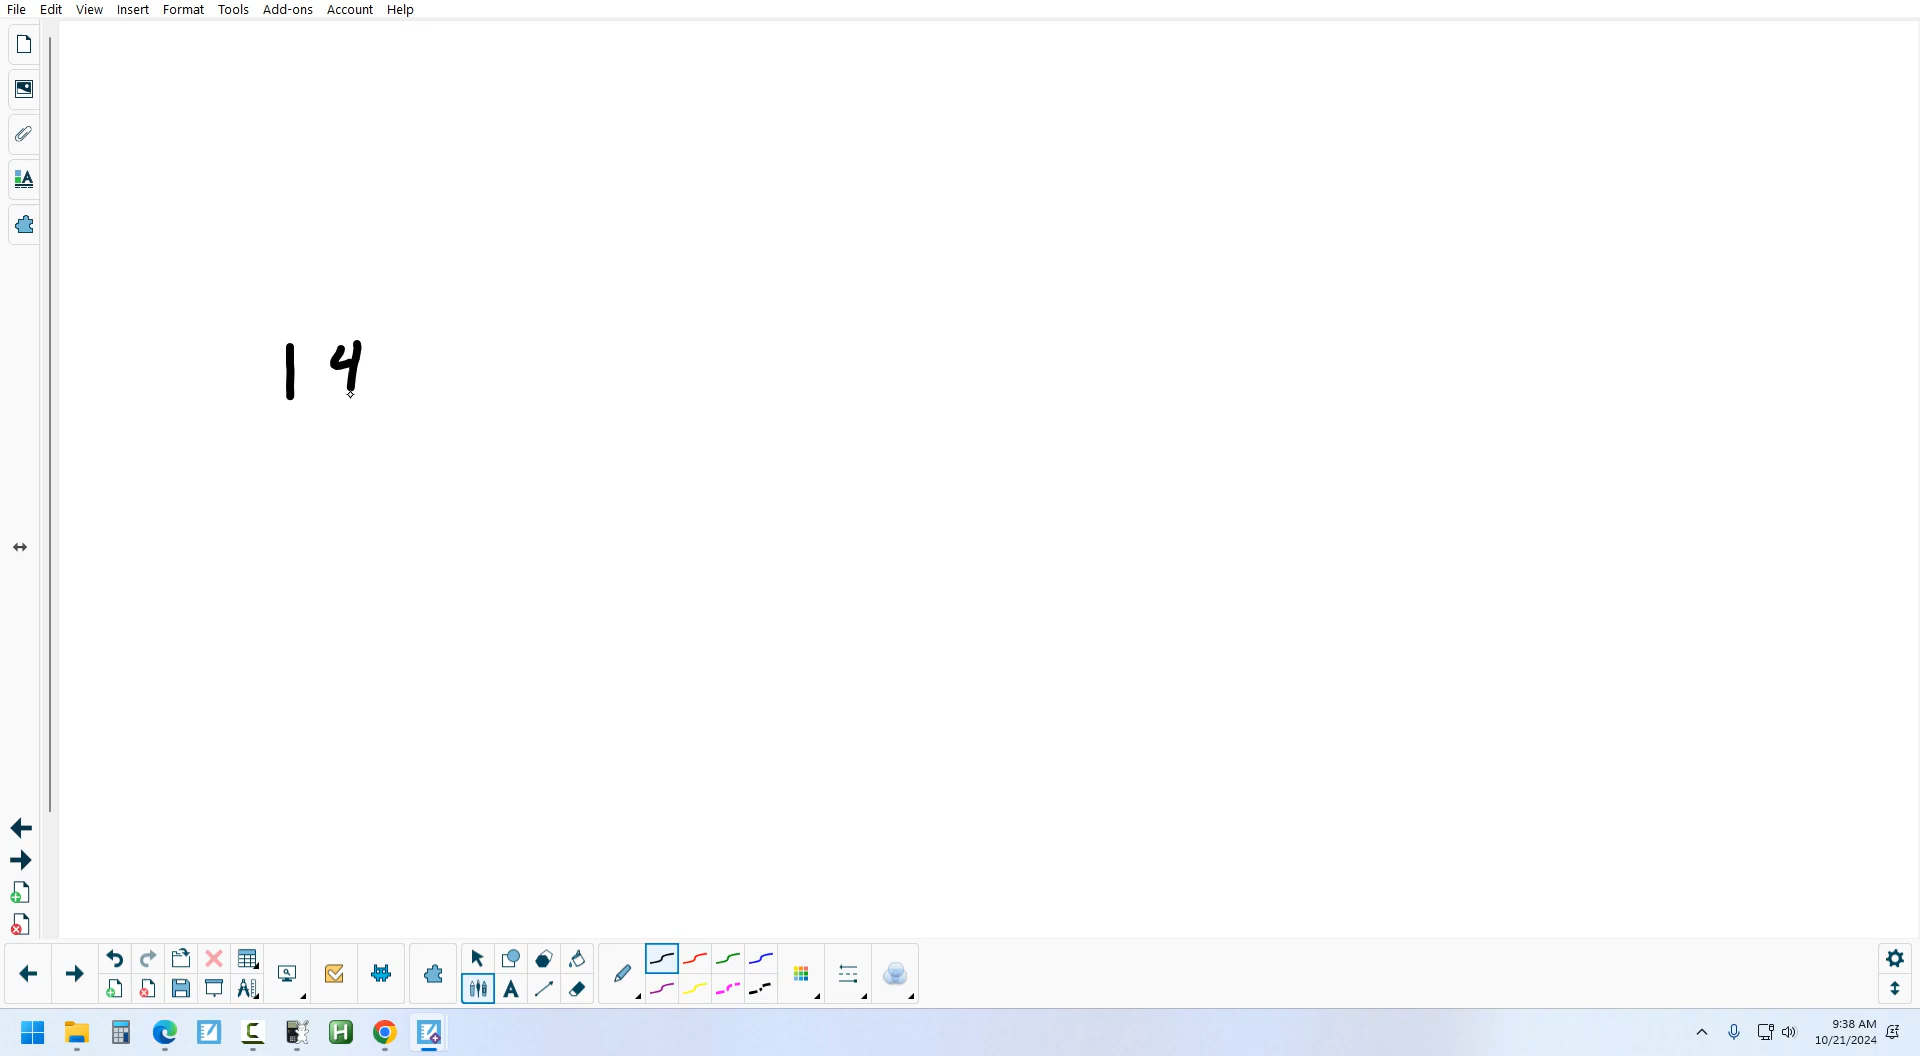 File Edit View Insert Format Tools Add-ons Account Help
1 4
9:38 AM
10/21/2024